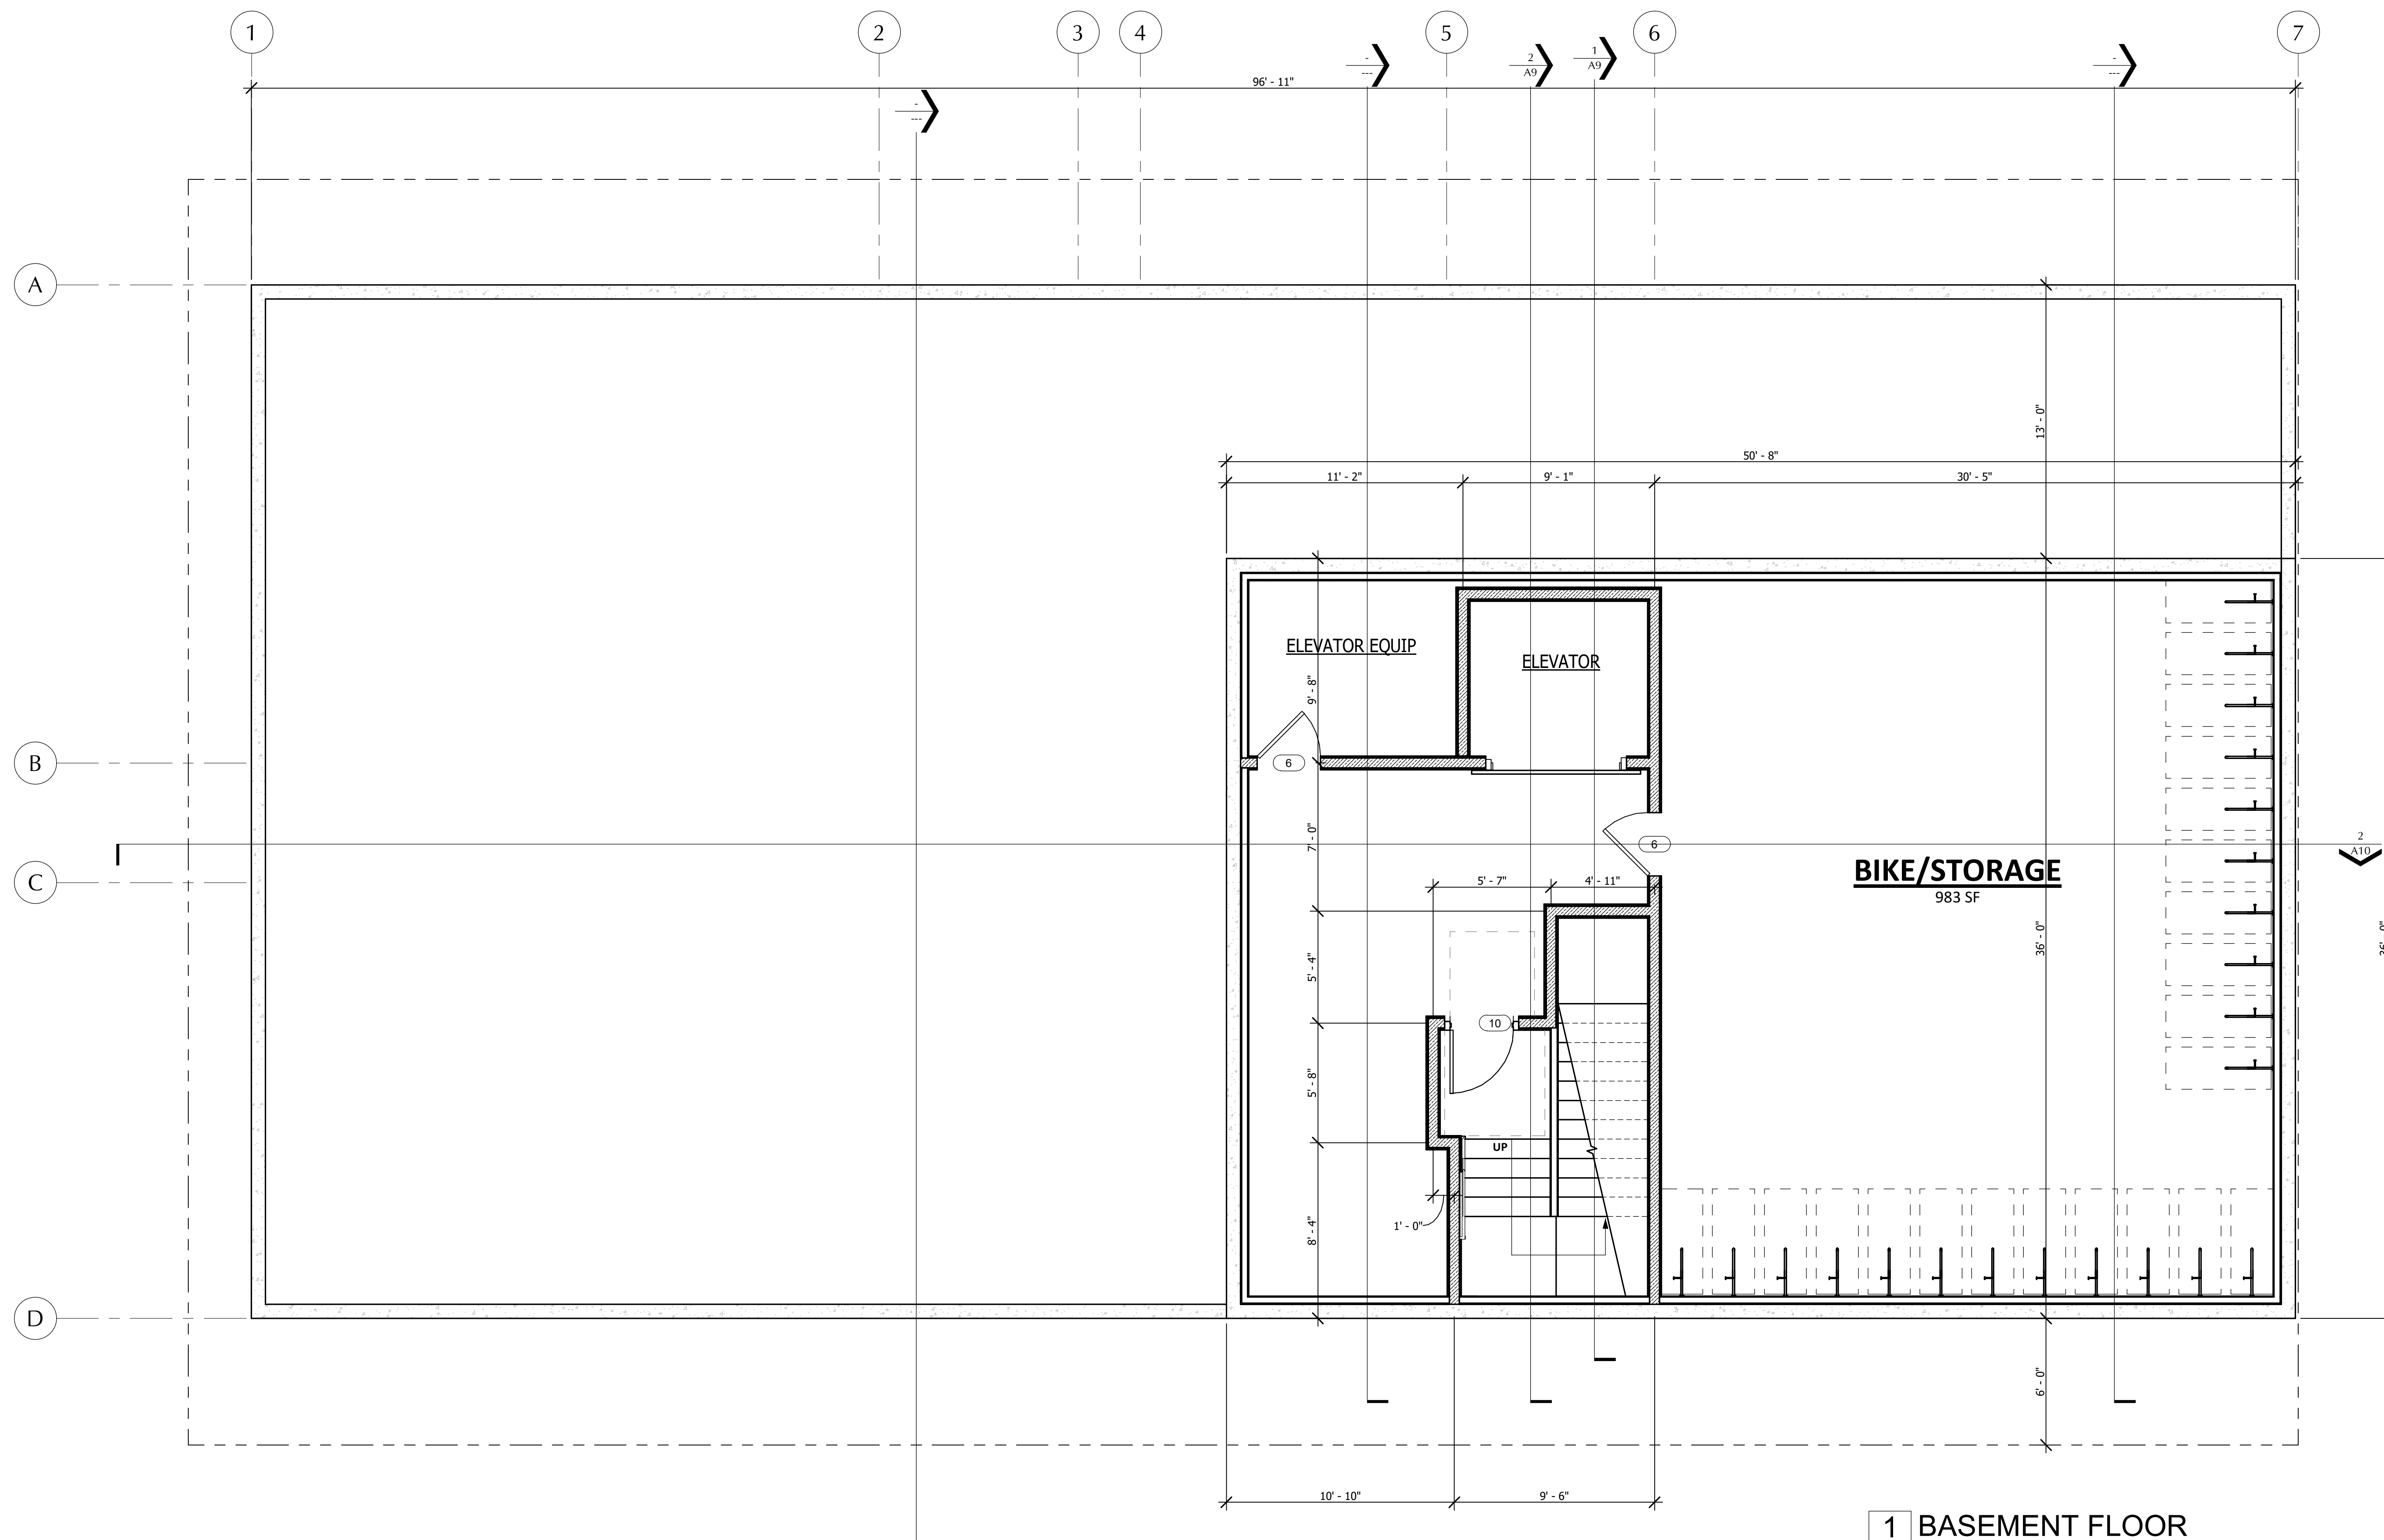 1
2
3
4
5
6
7
-
---
2
A9
1
A9
-
---
96' - 11"
-
---
A
13' - 0"
50' - 8"
11' - 2"
9' - 1"
30' - 5"
ELEVATOR EQUIP
ELEVATOR
9' - 8"
B
6
7' - 0"
6
2
A10
BIKE/STORAGE
983 SF
C
5' - 7"
4' - 11"
36' - 0"
36' - 0"
5' - 4"
10
5' - 8"
UP
1' - 0"
8' - 4"
D
6' - 0"
10' - 10"
9' - 6"
1 BASEMENT FLOOR